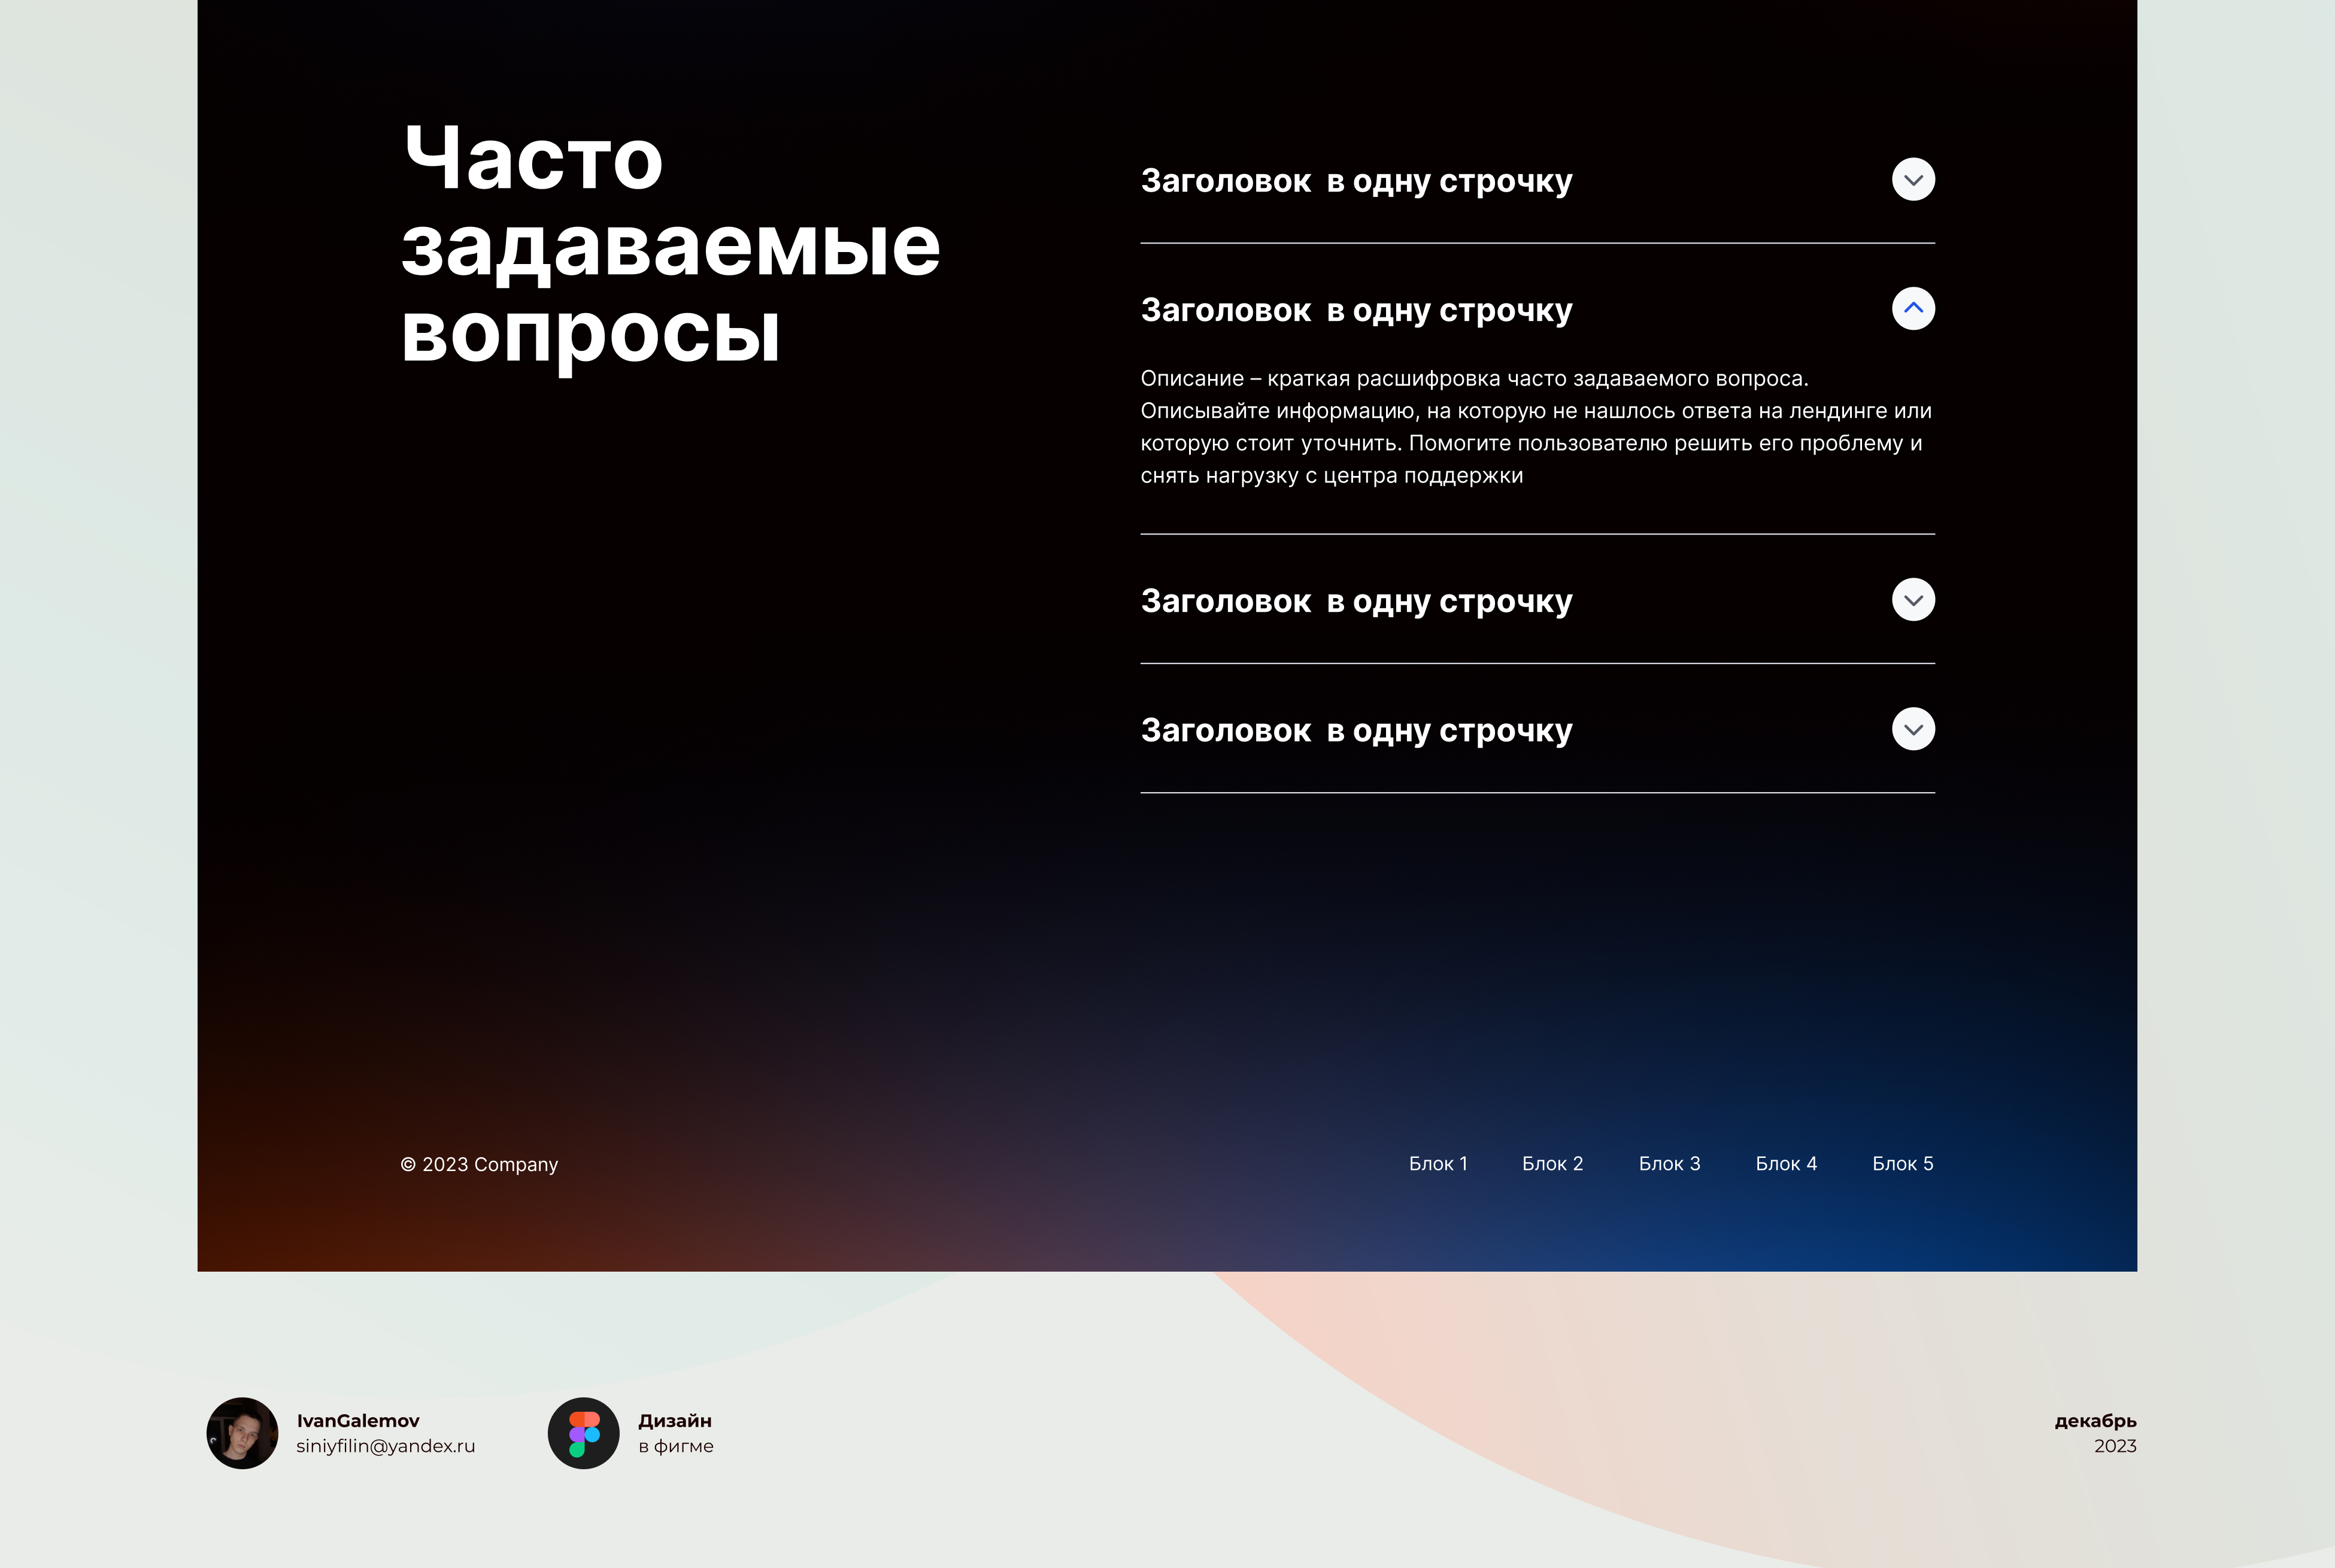 Часто
задаваемые
вопросы
Заголовок  в одну строчку
Заголовок  в одну строчку
Описание – краткая расшифровка часто задаваемого вопроса.
Описывайте информацию, на которую не нашлось ответа на лендинге или
которую стоит уточнить. Помогите пользователю решить его проблему и
снять нагрузку с центра поддержки
Заголовок  в одну строчку
Заголовок  в одну строчку
© 2023 Company
Блок 1 Блок 2 Блок 3 Блок 4 Блок 5
IvanGalemov
siniyfilin@yandex.ru
Дизайн
в фигме
декабрь
2023